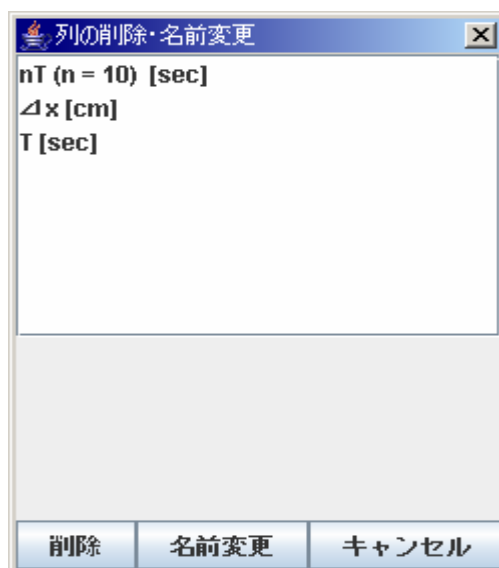 列の削除・名前変更
nT (n = 10) [sec]
⊿x [cm]
T [sec]
削除 名前変更 キャンセル